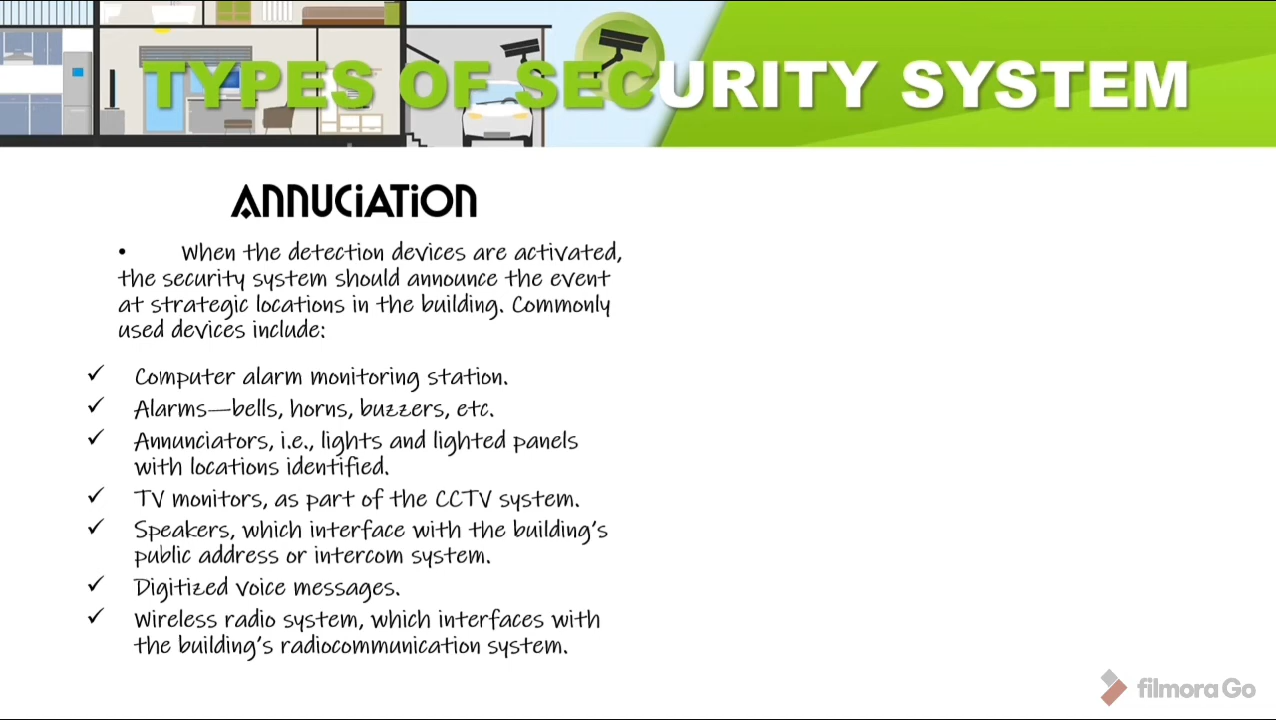 TYPES OF SECURITY SYSTEM
ANNUCiATiON
• When the detection devices are activated,
the security system should announce the event
at strategic locations in the building. Commonly
used devices include:
✓ Computer alarm monitoring station.
✓ Alarms—bells, horns, buzzers, etc.
✓ Annunciators, i.e., lights and lighted panels
with locations identified.
✓ TV monitors, as part of the CCTV system.
✓ Speakers, which interface with the building's
public address or intercom system.
✓ Digitized voice messages.
✓ Wireless radio system, which interfaces with
the building's radiocommunication system.
filmora Go